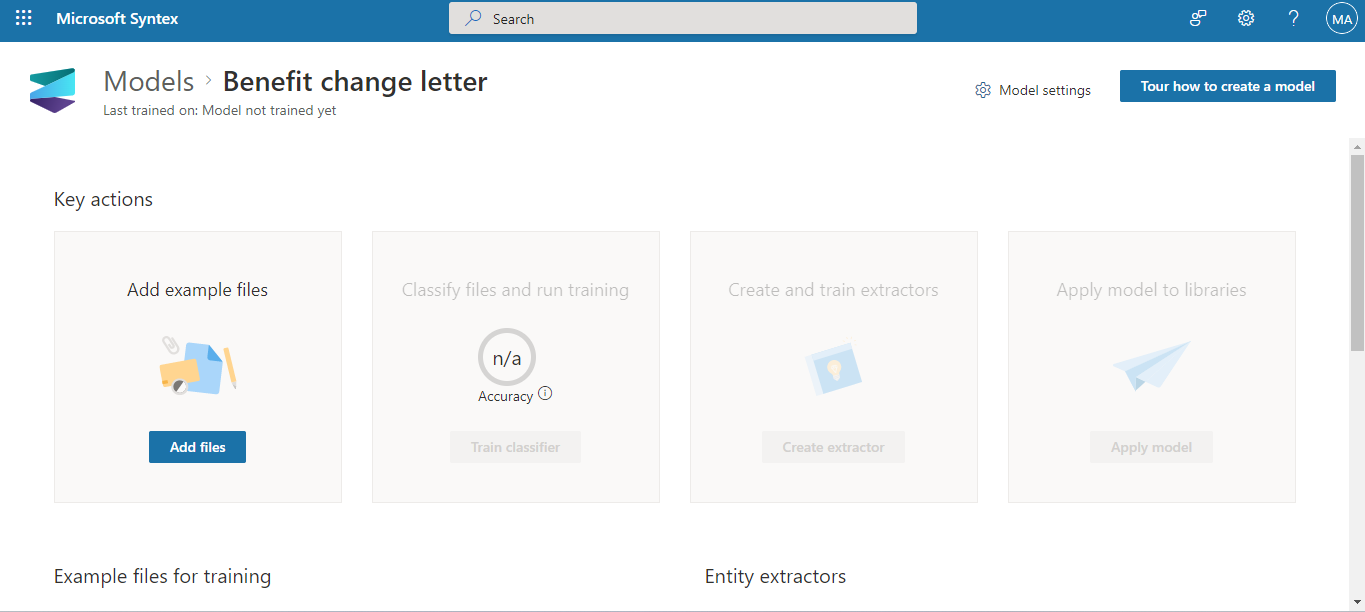 Microsoft Syntex
Search
?
MA
Models > Benefit change letter
Last trained on: Model not trained yet
Model settings
Tour how to create a model
Key actions
Add example files
Add files
Classify files and run training
n/a
Accuracy
Train classifier
Create and train extractors
Create extractor
Apply model to libraries
Apply model
Example files for training
Entity extractors